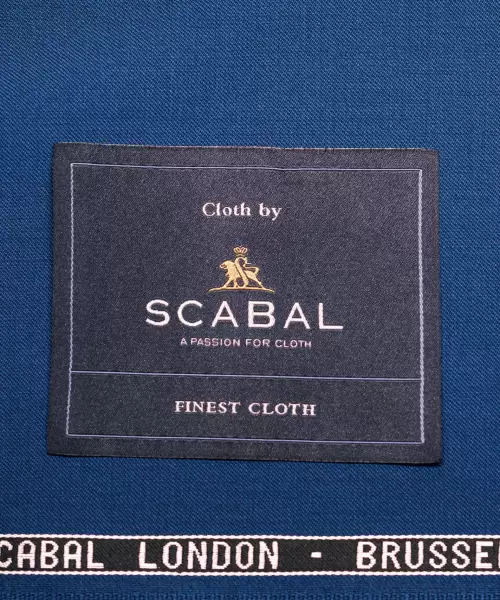 Cloth by
SCABAL
A PASSION FOR CLOTH
FINEST CLOTH
CABAL LONDON - BRUSSE